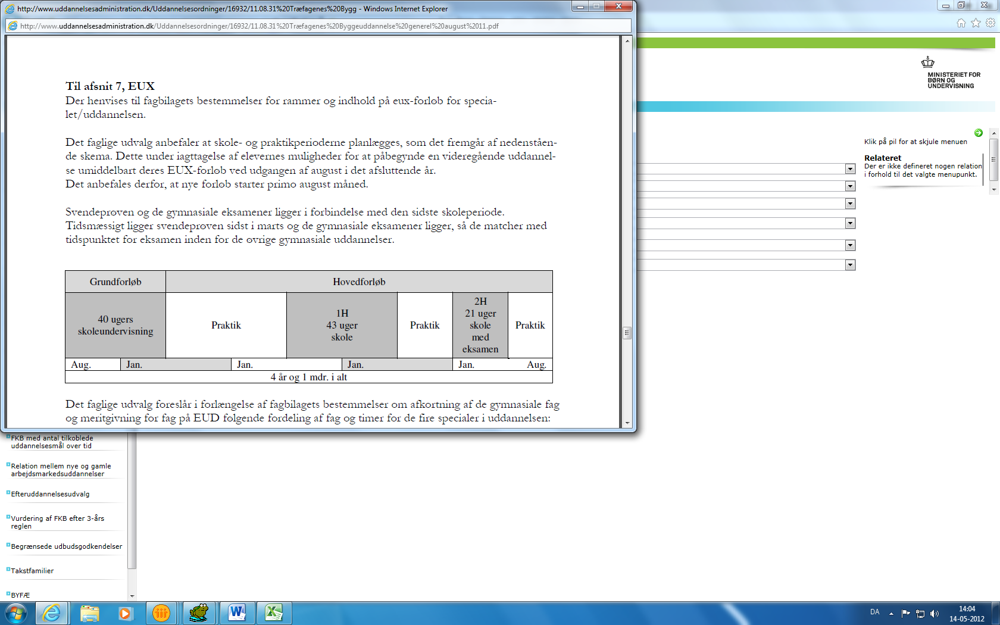 http://www.uddannelsesadministration.dk/Uddannelsesordninger/16932/11.08.31%20Træfagenes%20Bygg - Windows Internet Explorer
http://www.uddannelsesadministration.dk/Uddannelsesordninger/16932/11.08.31%20Træfagenes%20Byggeuddannelse%20generel%20august%2011.pdf
Til afsnit 7, EUX
Der henvises til fagbilagets bestemmelser for rammer og indhold på eux-forløb for specia-
let/uddannelsen.
Det faglige udvalg anbefaler at skole- og praktikperioderne planlægges, som det fremgår af nedenståen-
de skema. Dette under iagttagelse af elevernes muligheder for at påbegynde en videregående uddannel-
se umiddelbart deres EUX-forløb ved udgangen af august i det afsluttende år.
Det anbefales derfor, at nye forløb starter primo august måned.
Svendeprøven og de gymnasiale eksamener ligger i forbindelse med den sidste skoleperiode.
Tidsmæssigt ligger svendeprøven sidst i marts og de gymnasiale eksamener ligger, så de matcher med
tidspunktet for eksamen inden for de øvrige gymnasiale uddannelser.
Grundforløb Hovedforløb
40 ugers
skoleundervisning
Praktik
1H
43 uger
skole
Praktik
2H
21 uger
skole
med
eksamen
Praktik
Aug. Jan. Jan. Jan. Jan. Aug.
4 år og 1 mdr. i alt
Det faglige udvalg foreslår i forlængelse af fagbilagets bestemmelser om afkortning af de gymnasiale fag
og meritgivning for fag på EUD følgende fordeling af fag og timer for de fire specialer i uddannelsen:
MINISTERIET FOR
BØRN OG
UNDERVISNING
Klik på pil for at skjule menuen
Relateret
Der er ikke defineret nogen relation
i forhold til det valgte menupunkt.
FKB med antal tilkoblede
uddannelsesmål over tid
Relation mellem nye og gamle
arbejdsmarkedsuddannelser
Efteruddannelsesudvalg
Vurdering af FKB efter 3-års
reglen
Begrænsede udbudsgodkendelser
Takstfamilier
BYFÆ
DA
14:04
14-05-2012